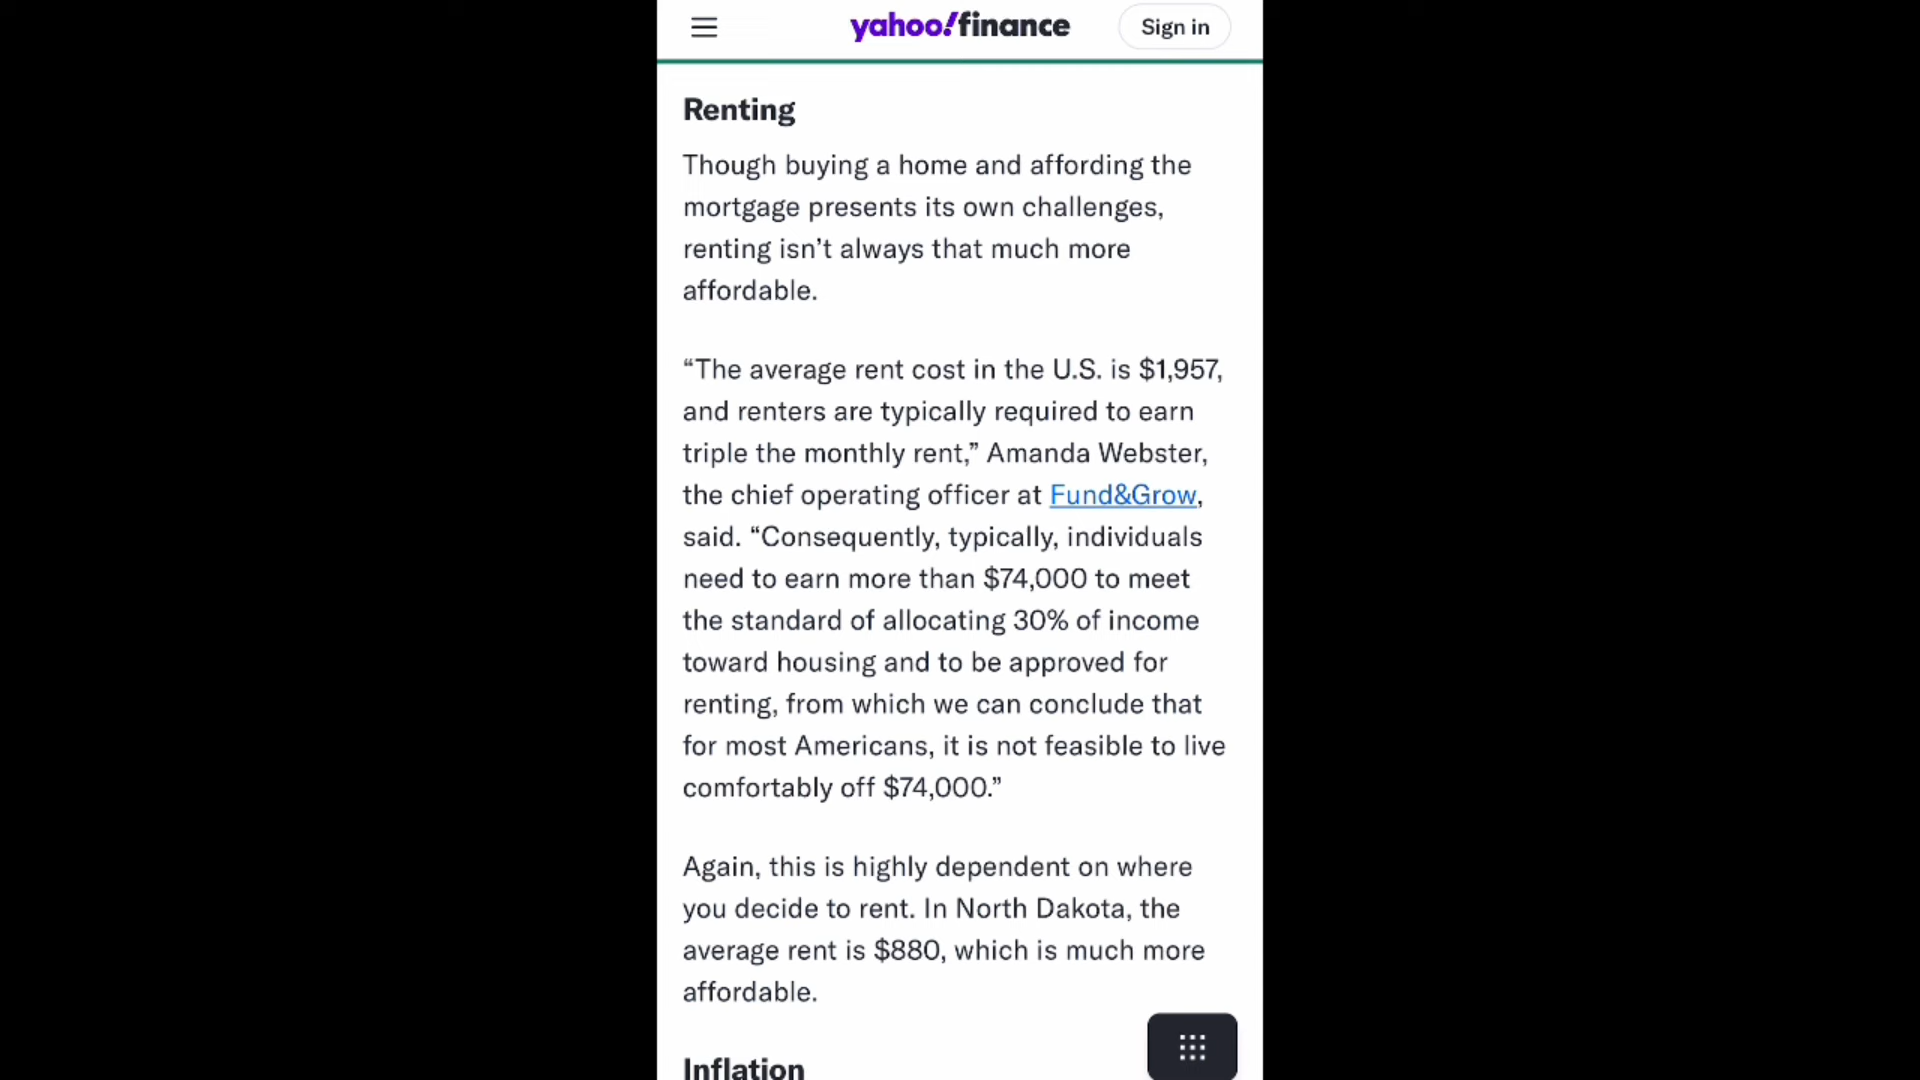 yahoo!finance
Sign in
Renting
Though buying a home and affording the
mortgage presents its own challenges,
renting isn’t always that much more
affordable.
“The average rent cost in the U.S. is $1,957,
and renters are typically required to earn
triple the monthly rent,” Amanda Webster,
the chief operating officer at Fund&Grow,
said. “Consequently, typically, individuals
need to earn more than $74,000 to meet
the standard of allocating 30% of income
toward housing and to be approved for
renting, from which we can conclude that
for most Americans, it is not feasible to live
comfortably off $74,000.”
Again, this is highly dependent on where
you decide to rent. In North Dakota, the
average rent is $880, which is much more
affordable.
Inflation